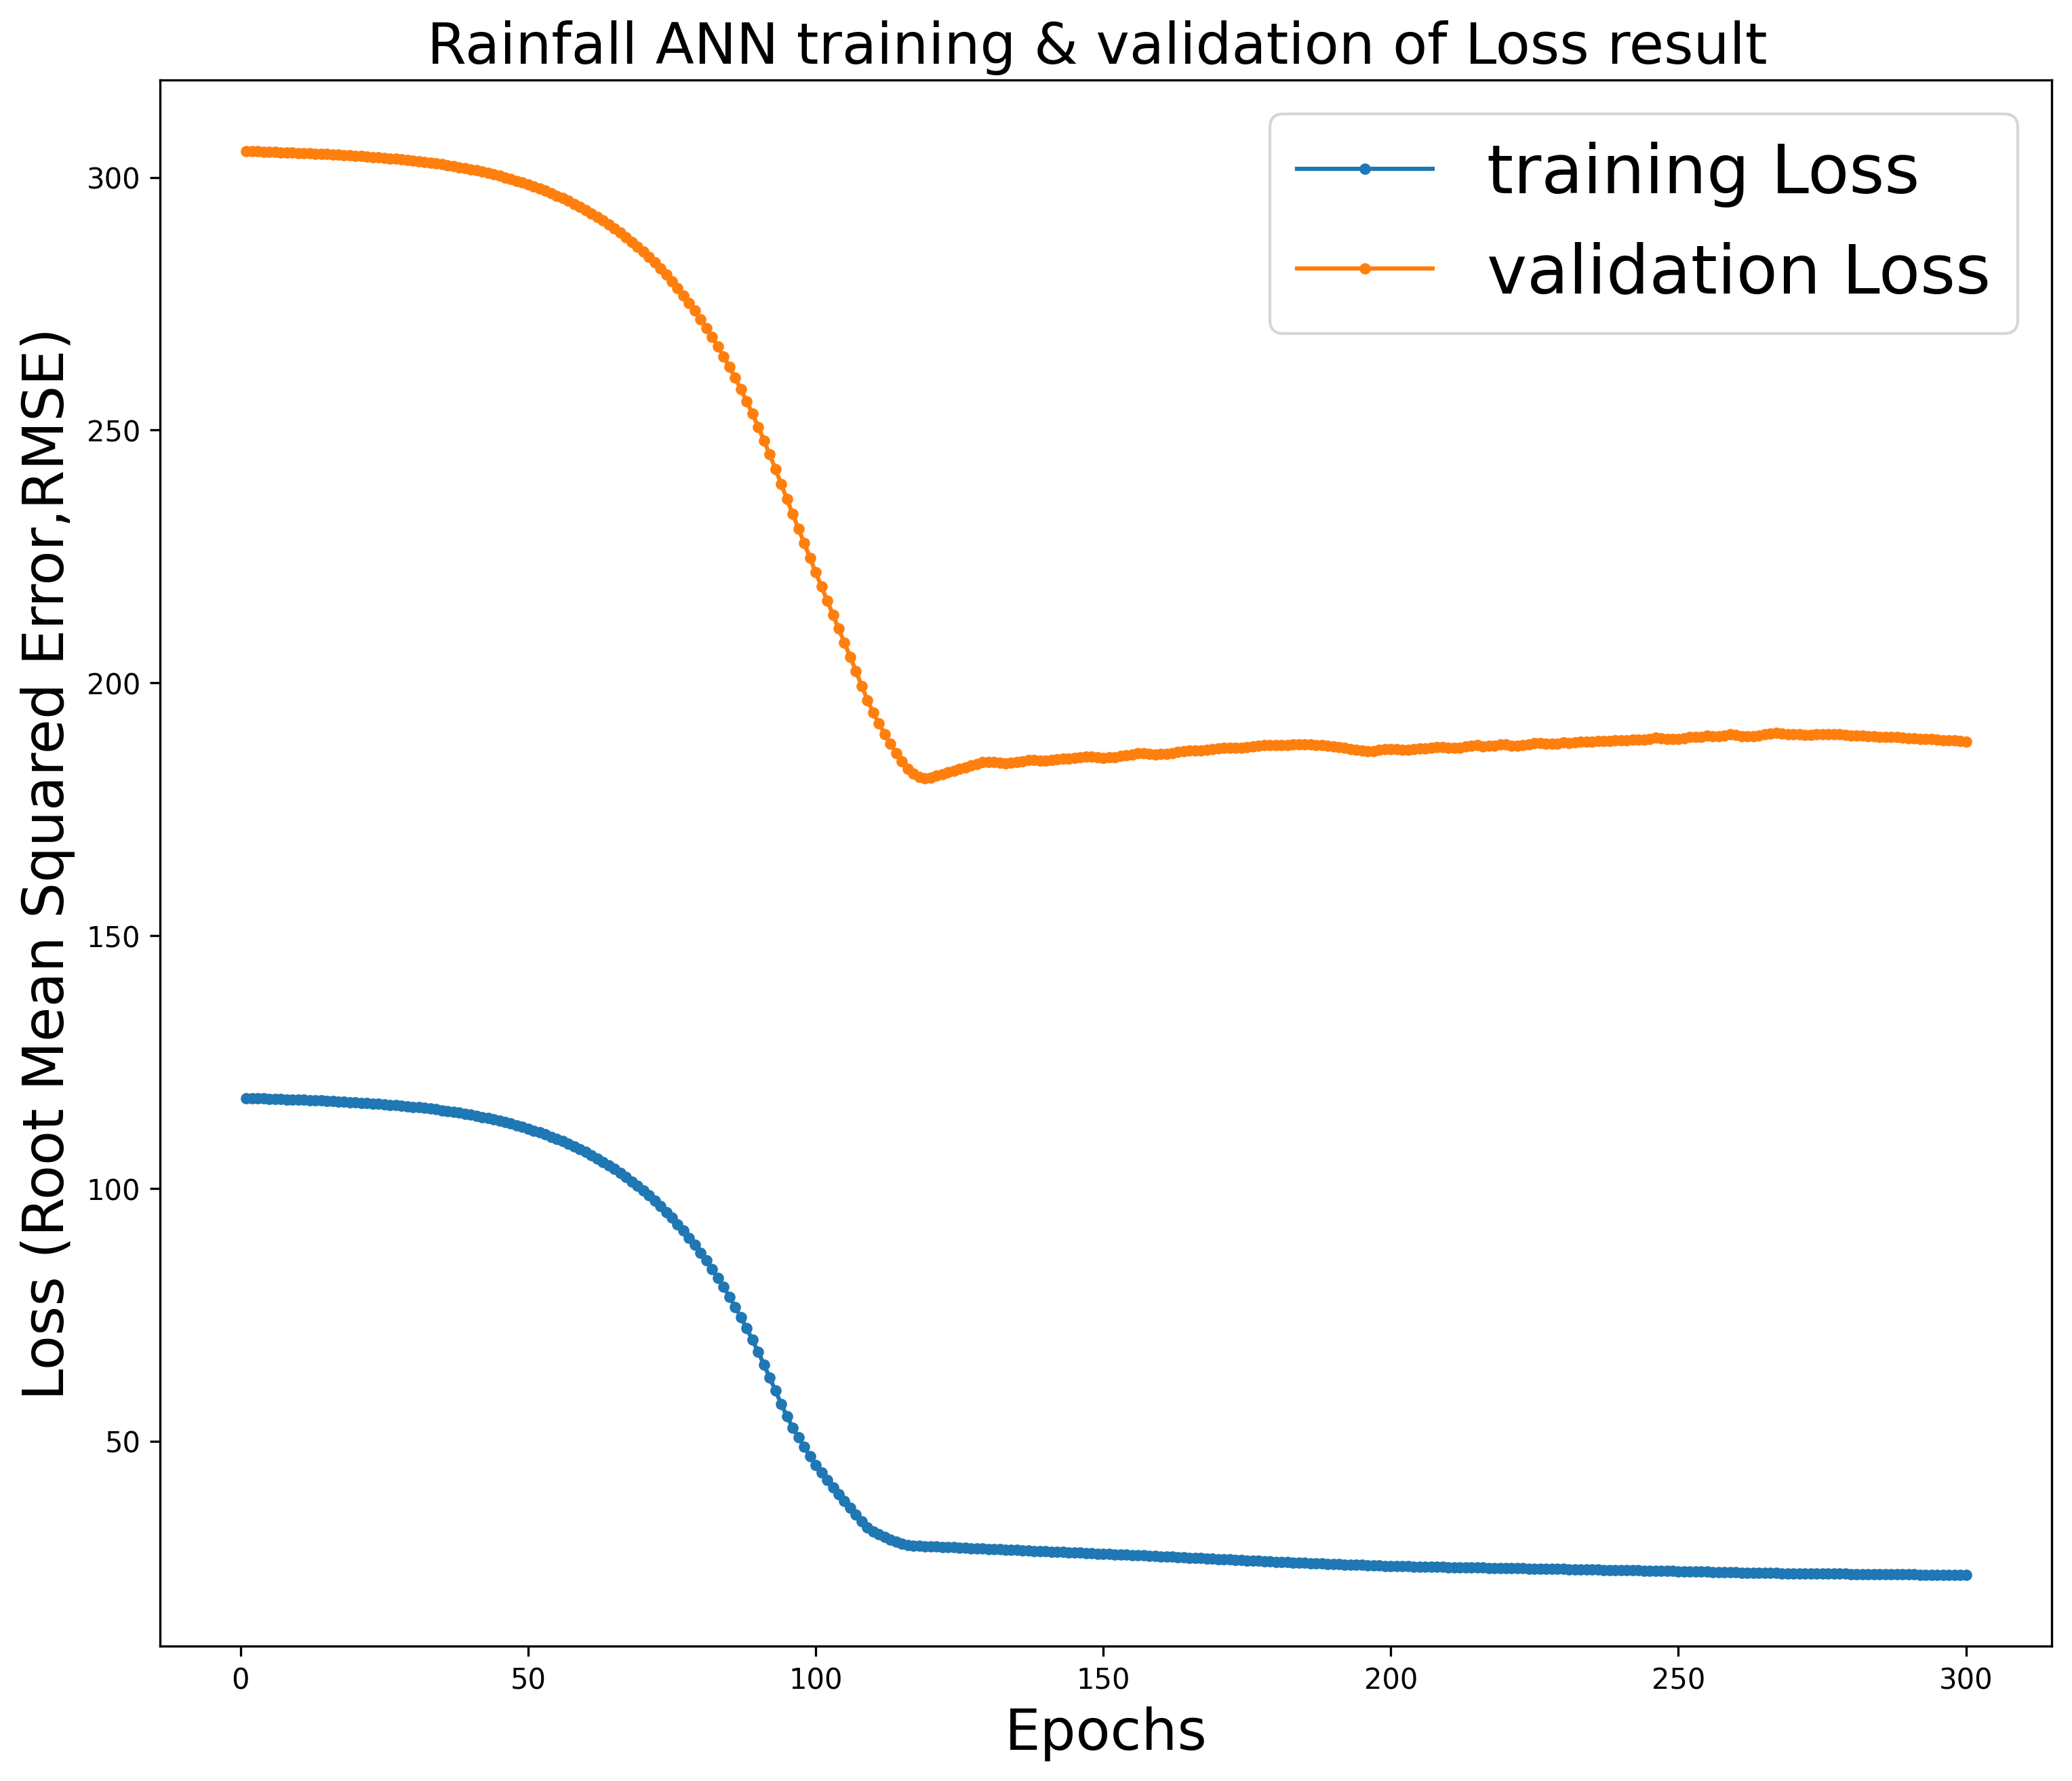 Rainfall ANN training & validation of Loss result
training Loss
validation Loss
Loss (Root Mean Squared Error,RMSE)
300
250
200
150
100
50
0
50
100
150
200
250
300
Epochs